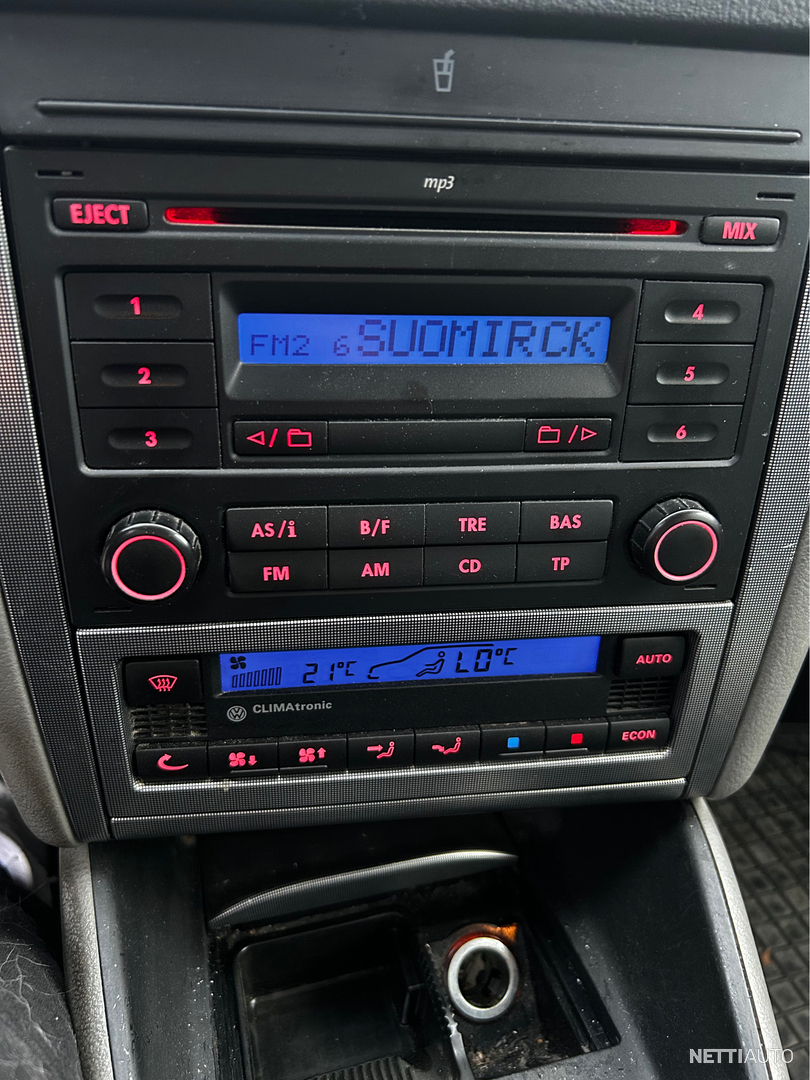 mp3
EJECT
MIX
1
4
FM2 6 SUOMIRCK
2
5
3
6
AS/i B/F TRE BAS
FM AM CD TP
21°C LO°C
AUTO
CLIMAtronic
ECON
NETTIAUTO